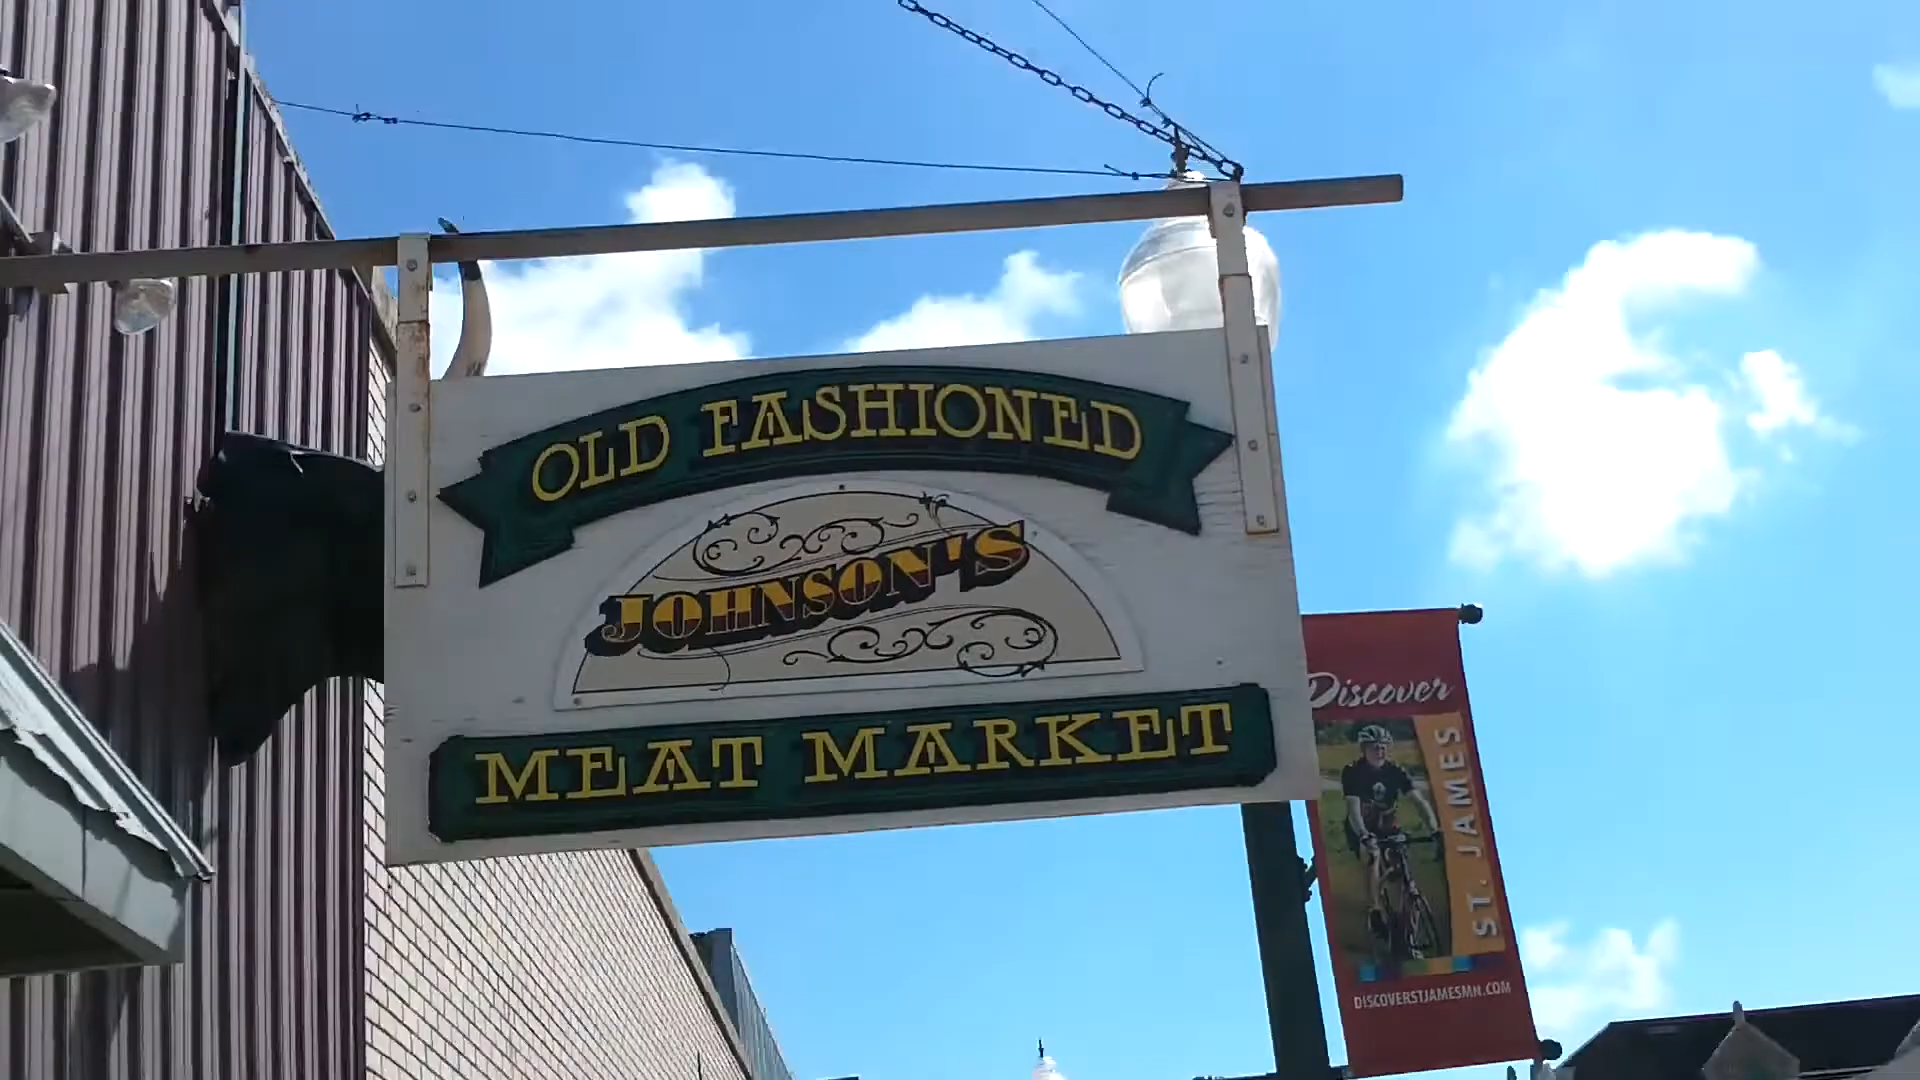 OLD FASHIONED
JOHNSON'S
MEAT MARKET
Discover
ST. JAMES
DISCOVERSTJAMESMN.COM